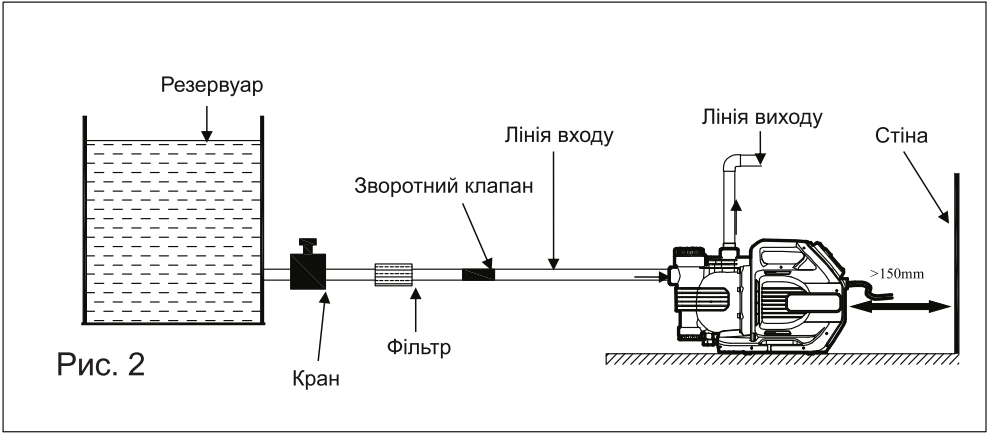 Резервуар
Лінія входу
Лінія виходу
Стіна
Зворотний клапан
>150mm
Фільтр
Кран
Рис. 2